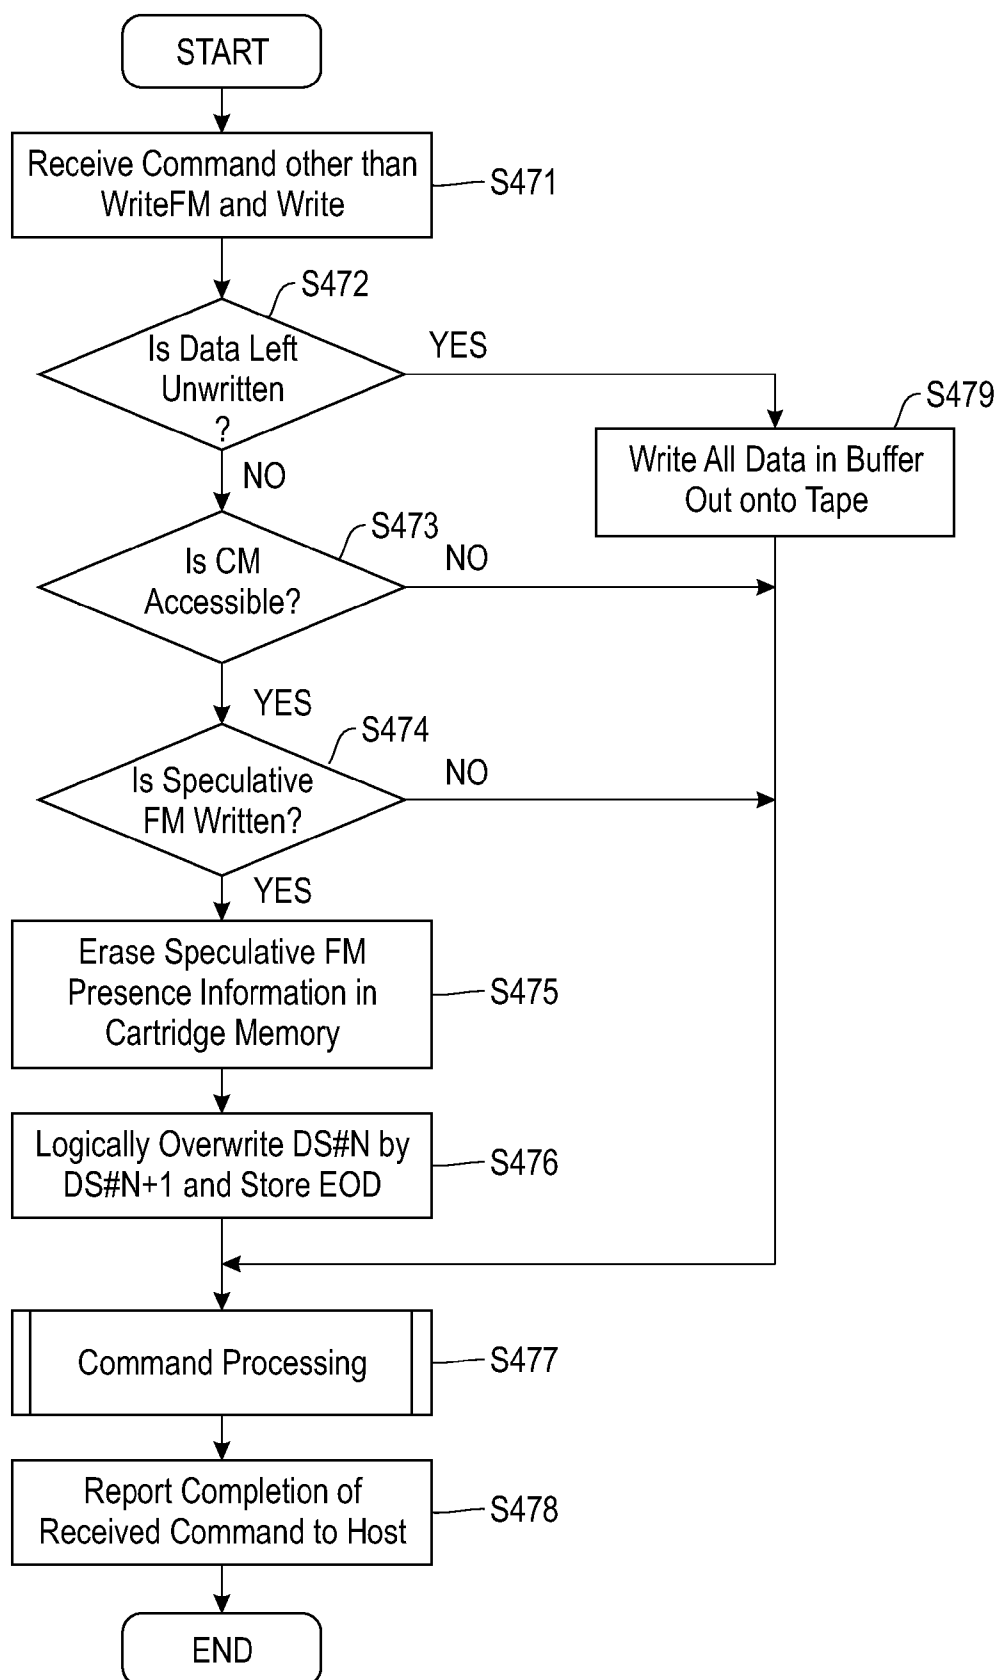 START
Receive Command other than
WriteFM and Write
S471
S472
Is Data Left
Unwritten
?
YES
NO
S479
Write All Data in Buffer
Out onto Tape
S473
Is CM
Accessible?
NO
YES
S474
Is Speculative
FM Written?
NO
YES
Erase Speculative FM
Presence Information in
Cartridge Memory
S475
Logically Overwrite DS#N by
DS#N+1 and Store EOD
S476
Command Processing
S477
Report Completion of
Received Command to Host
S478
END